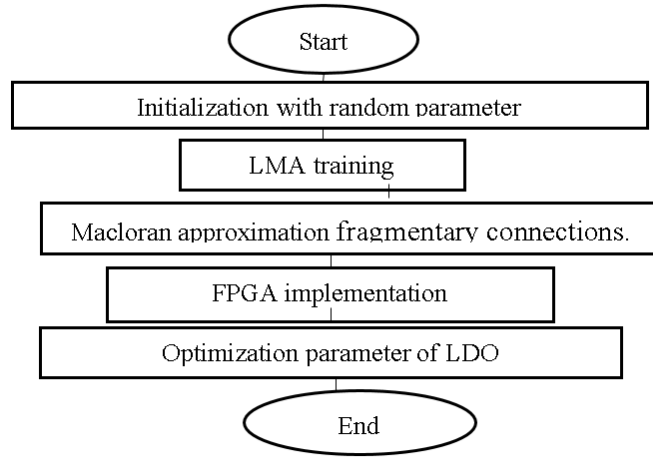 Start
Initialization with random parameter
LMA training
Macloran approximation fragmentary connections.
FPGA implementation
Optimization parameter of LDO
End